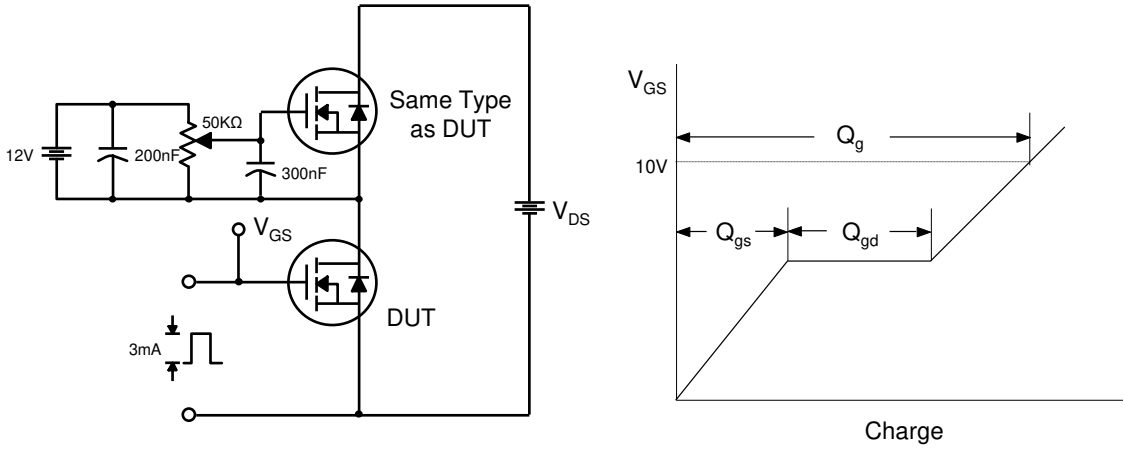 Same Type
as DUT
50KΩ
12V
200nF
300nF
V_GS
V_DS
DUT
3mA
V_GS
Q_g
10V
Q_gs
Q_gd
Charge